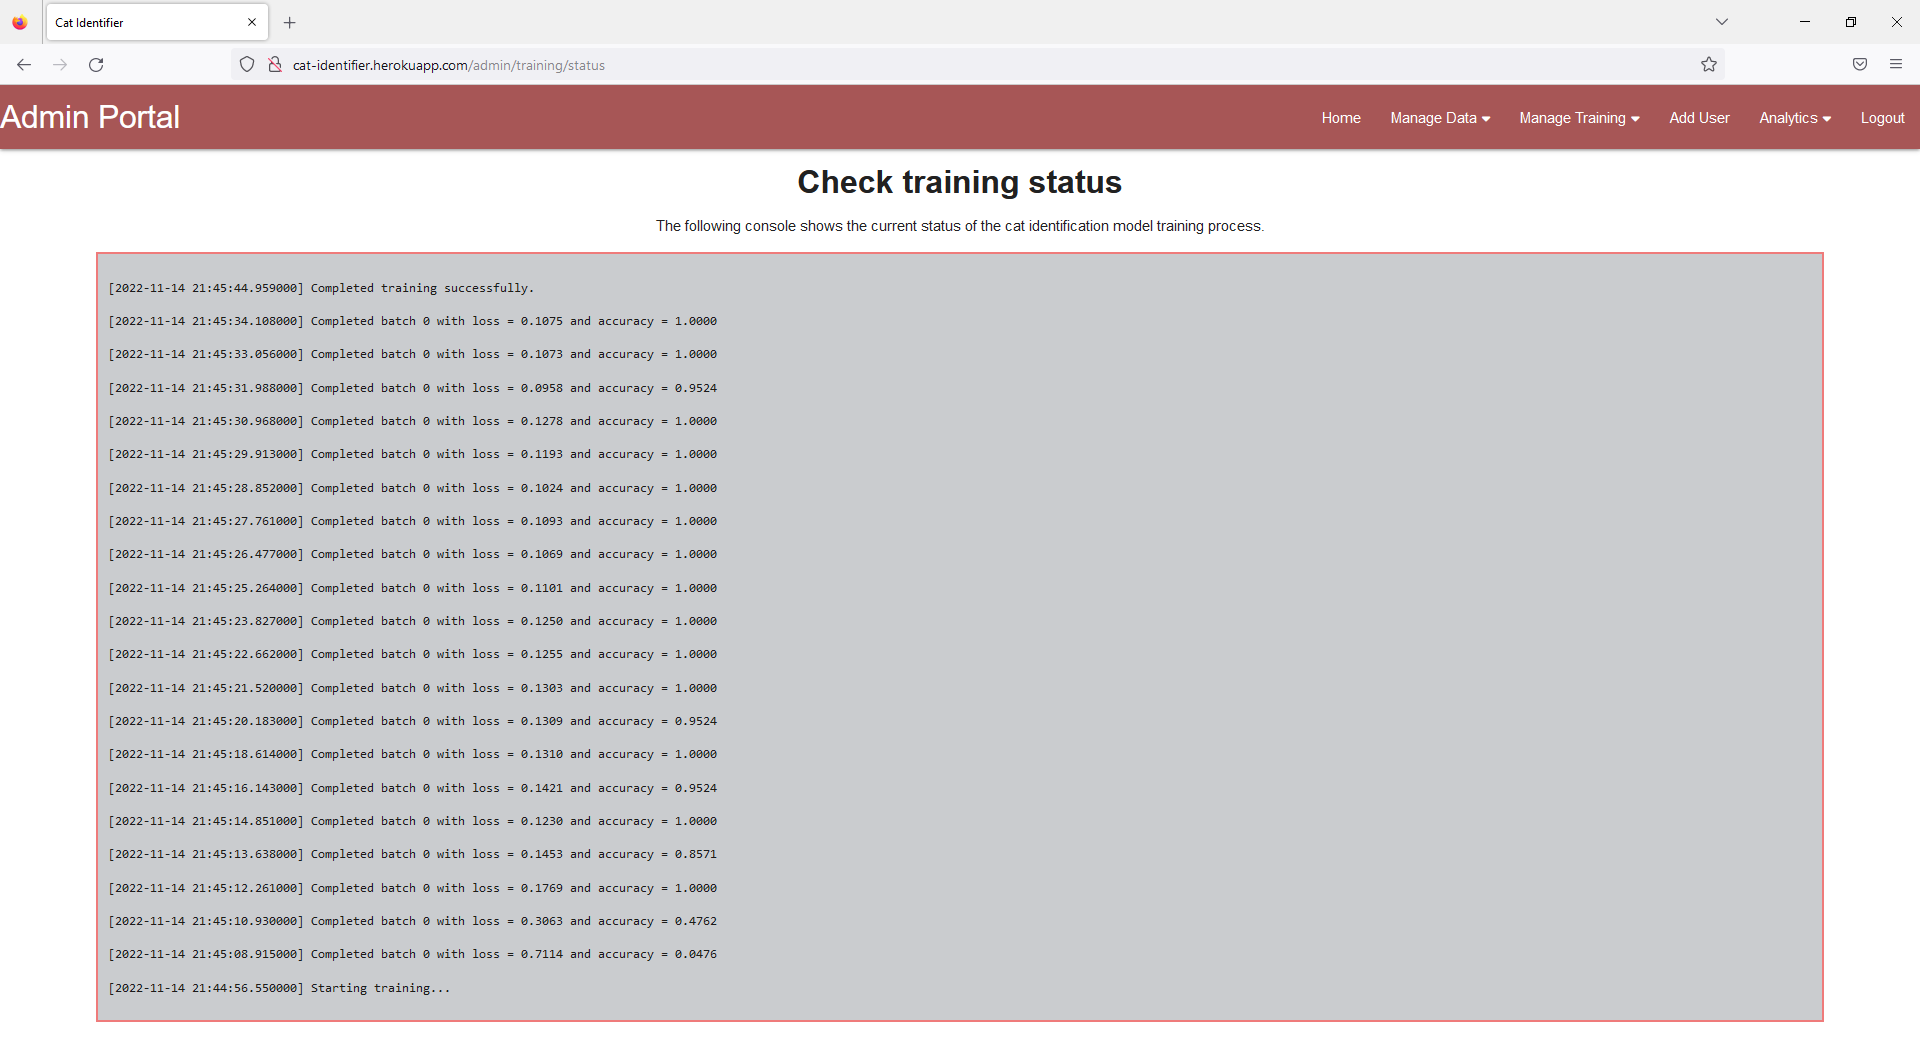 Cat Identifier
cat-identifier.herokuapp.com/admin/training/status
Admin Portal
Home Manage Data Manage Training Add User Analytics Logout
Check training status
The following console shows the current status of the cat identification model training process.
[2022-11-14 21:45:44.959000] Completed training successfully.
[2022-11-14 21:45:34.108000] Completed batch 0 with loss = 0.1075 and accuracy = 1.0000
[2022-11-14 21:45:33.056000] Completed batch 0 with loss = 0.1073 and accuracy = 1.0000
[2022-11-14 21:45:31.988000] Completed batch 0 with loss = 0.0958 and accuracy = 0.9524
[2022-11-14 21:45:30.968000] Completed batch 0 with loss = 0.1278 and accuracy = 1.0000
[2022-11-14 21:45:29.913000] Completed batch 0 with loss = 0.1193 and accuracy = 1.0000
[2022-11-14 21:45:28.852000] Completed batch 0 with loss = 0.1024 and accuracy = 1.0000
[2022-11-14 21:45:27.761000] Completed batch 0 with loss = 0.1093 and accuracy = 1.0000
[2022-11-14 21:45:26.477000] Completed batch 0 with loss = 0.1069 and accuracy = 1.0000
[2022-11-14 21:45:25.264000] Completed batch 0 with loss = 0.1101 and accuracy = 1.0000
[2022-11-14 21:45:23.827000] Completed batch 0 with loss = 0.1250 and accuracy = 1.0000
[2022-11-14 21:45:22.662000] Completed batch 0 with loss = 0.1255 and accuracy = 1.0000
[2022-11-14 21:45:21.520000] Completed batch 0 with loss = 0.1303 and accuracy = 1.0000
[2022-11-14 21:45:20.183000] Completed batch 0 with loss = 0.1309 and accuracy = 0.9524
[2022-11-14 21:45:18.614000] Completed batch 0 with loss = 0.1310 and accuracy = 1.0000
[2022-11-14 21:45:16.143000] Completed batch 0 with loss = 0.1421 and accuracy = 0.9524
[2022-11-14 21:45:14.851000] Completed batch 0 with loss = 0.1230 and accuracy = 1.0000
[2022-11-14 21:45:13.638000] Completed batch 0 with loss = 0.1453 and accuracy = 0.8571
[2022-11-14 21:45:12.261000] Completed batch 0 with loss = 0.1769 and accuracy = 1.0000
[2022-11-14 21:45:10.930000] Completed batch 0 with loss = 0.3063 and accuracy = 0.4762
[2022-11-14 21:45:08.915000] Completed batch 0 with loss = 0.7114 and accuracy = 0.0476
[2022-11-14 21:44:56.550000] Starting training...